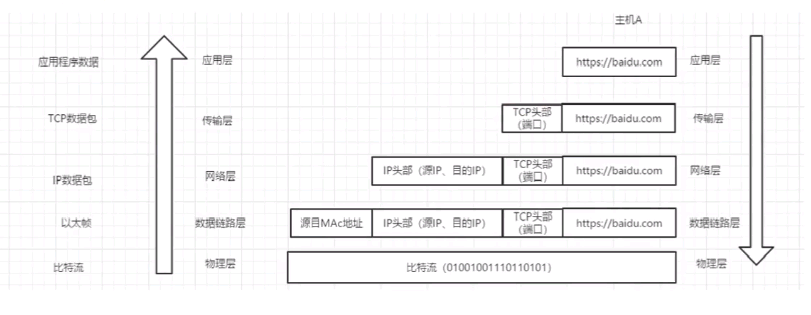 主机A
应用程序数据 应用层 https://baidu.com 应用层
TCP数据包 传输层 TCP头部（端口） https://baidu.com 传输层
IP数据包 网络层 IP头部（源IP、目的IP） TCP头部（端口） https://baidu.com 网络层
以太帧 数据链路层 源目MAc地址 IP头部（源IP、目的IP） TCP头部（端口） https://baidu.com 数据链路层
比特流 物理层 比特流（01001001110110101） 物理层